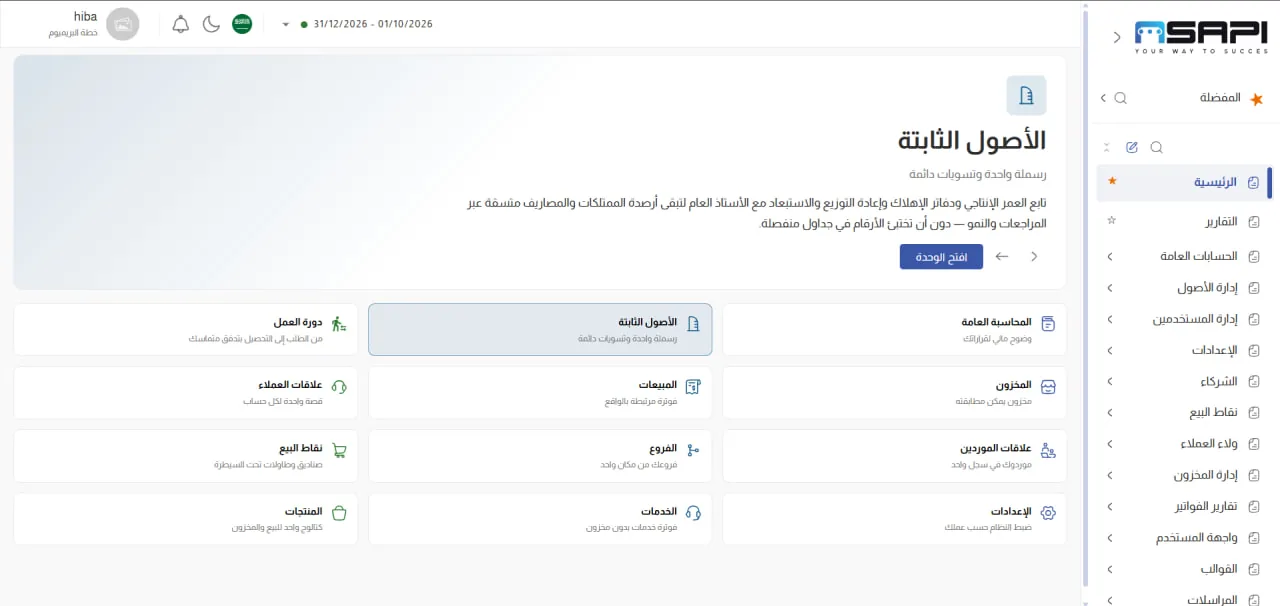 ASAPI
YOUR WAY TO SUCCES
المفضلة
الرئيسية
التقارير
الحسابات العامة
إدارة الأصول
إدارة المستخدمين
الإعدادات
الشركاء
نقاط البيع
ولاء العملاء
إدارة المخزون
تقارير الفواتير
واجهة المستخدم
القوالب
المراسلات
31/12/2026 - 01/10/2026
hiba
خطة البريميوم
الأصول الثابتة
رسملة واحدة وتسويات دائمة
تابع العمر الإنتاجي ودفاتر الإهلاك وإعادة التوزيع والاستبعاد مع الأستاذ العام لتبقى أرصدة الممتلكات والمصاريف متسقة عبر
المراجعات والنمو — دون أن تختبئ الأرقام في جداول منفصلة.
افتح الوحدة
المحاسبة العامة
وضوح مالي لقراراتك
الأصول الثابتة
رسملة واحدة وتسويات دائمة
دورة العمل
من الطلب إلى التحصيل بتدفق متماسك
المخزون
مخزون يمكن مطابقته
المبيعات
فوترة مرتبطة بالواقع
علاقات العملاء
قصة واحدة لكل حساب
علاقات الموردين
موردوك في سجل واحد
الفروع
فروعك من مكان واحد
نقاط البيع
صناديق وطاولات تحت السيطرة
الإعدادات
ضبط النظام حسب عملك
الخدمات
فوترة خدمات بدون مخزون
المنتجات
كتالوج واحد للبيع والمخزون